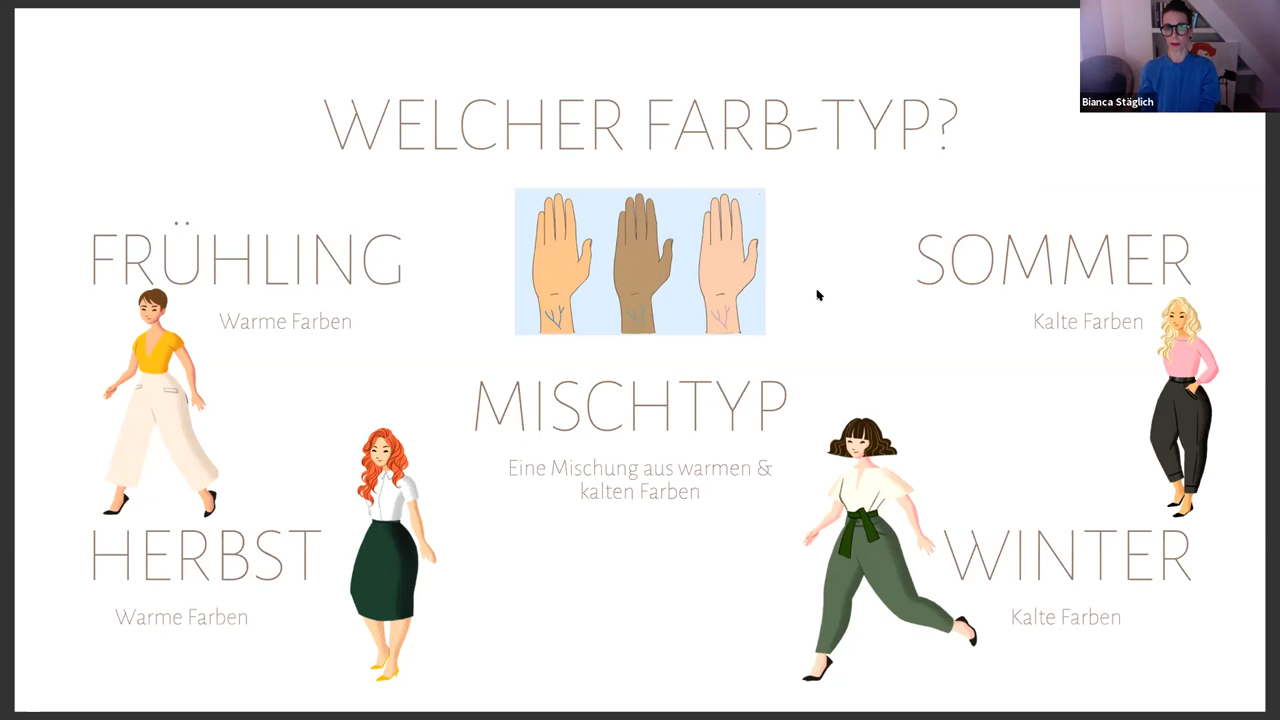 Bianca Stäglich
WELCHER FARB-TYP?
FRÜHLING
Warme Farben
SOMMER
Kalte Farben
MISCHTYP
Eine Mischung aus warmen &
kalten Farben
HERBST
Warme Farben
WINTER
Kalte Farben